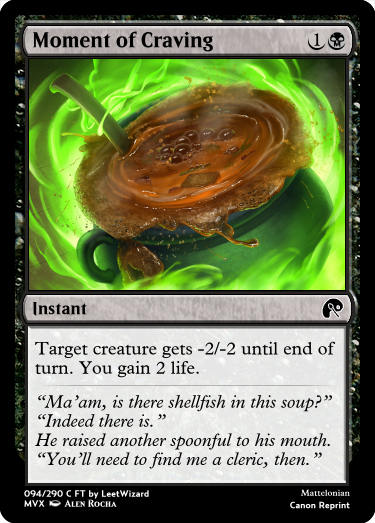 Moment of Craving 1
Instant
Target creature gets -2/-2 until end of
turn. You gain 2 life.
“Ma’am, is there shellfish in this soup?”
“Indeed there is.”
He raised another spoonful to his mouth.
“You’ll need to find me a cleric, then.”
094/290 C FT by LeetWizard
Mattelonian
MVX Alen Rocha
Canon Reprint